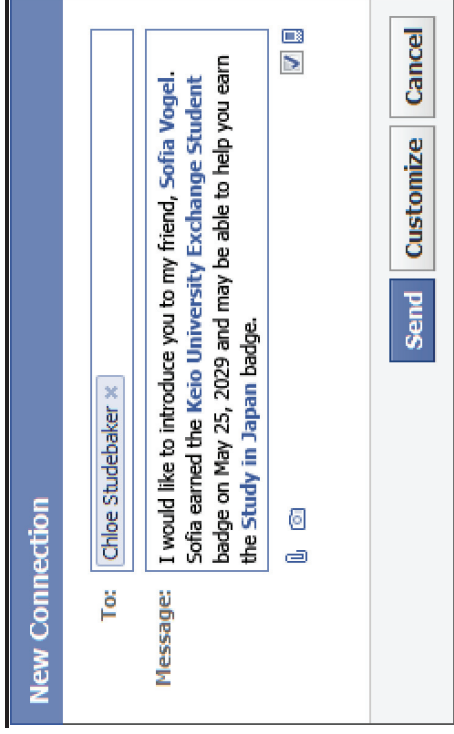 New Connection
To: Chloe Studebaker ×
Message: I would like to introduce you to my friend, Sofia Vogel.
Sofia earned the Keio University Exchange Student
badge on May 25, 2029 and may be able to help you earn
the Study in Japan badge.
Send Customize Cancel